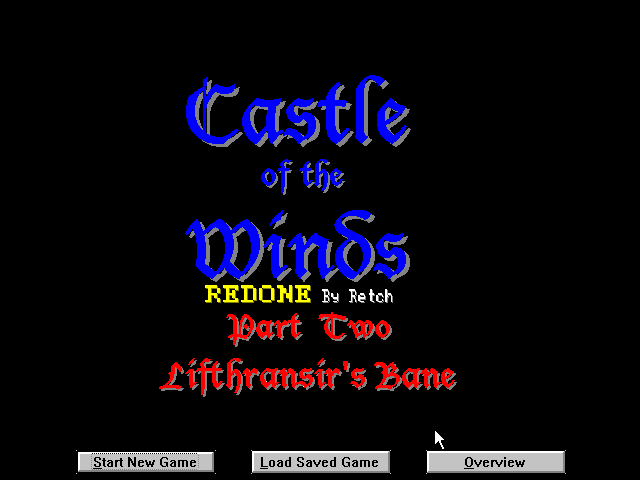 Castle
of the
Winds
REDONE By Retch
Part Two
Lifthransir's Bane
Start New Game Load Saved Game Overview